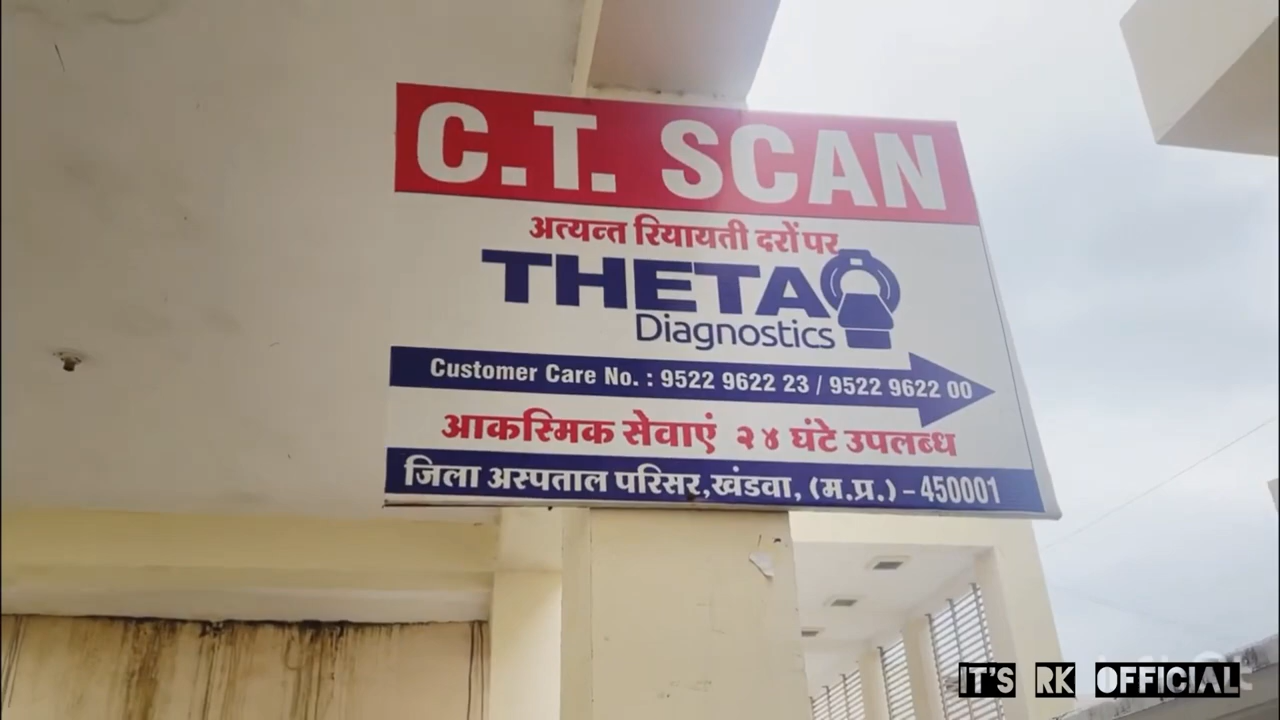 C.T. SCAN
अत्यन्त रियायती दरों पर
THETA
Diagnostics
Customer Care No. : 9522 9622 23 / 9522 9622 00
आकस्मिक सेवाएं २४ घंटे उपलब्ध
जिला अस्पताल परिसर,खंडवा, (म.प्र.) - 450001
IT'S RK OFFICIAL